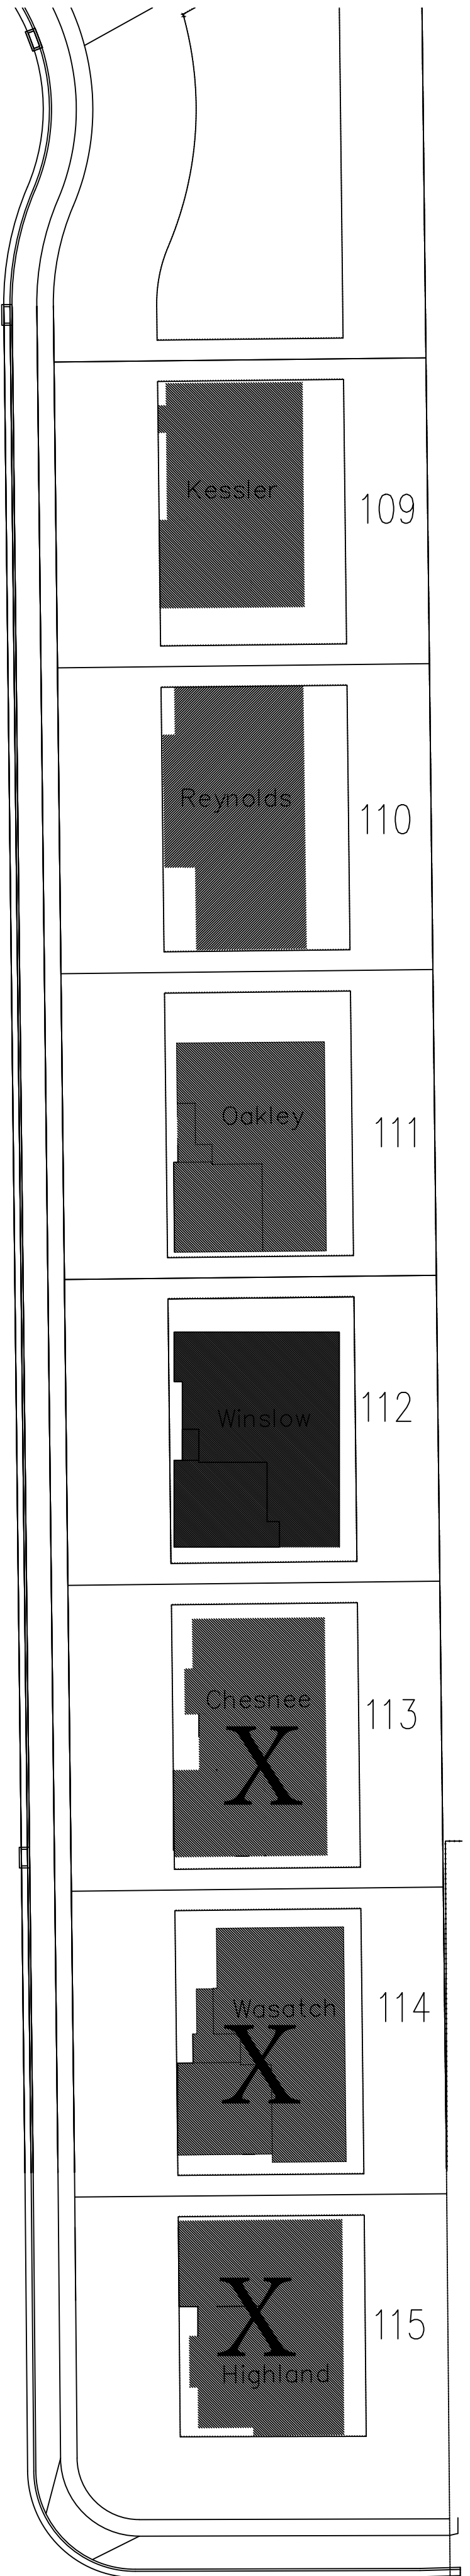 Kessler
109
Reynolds
110
Oakley
111
Winslow
112
Chesnee
113
X
Wasatch
114
X
X
115
Highland